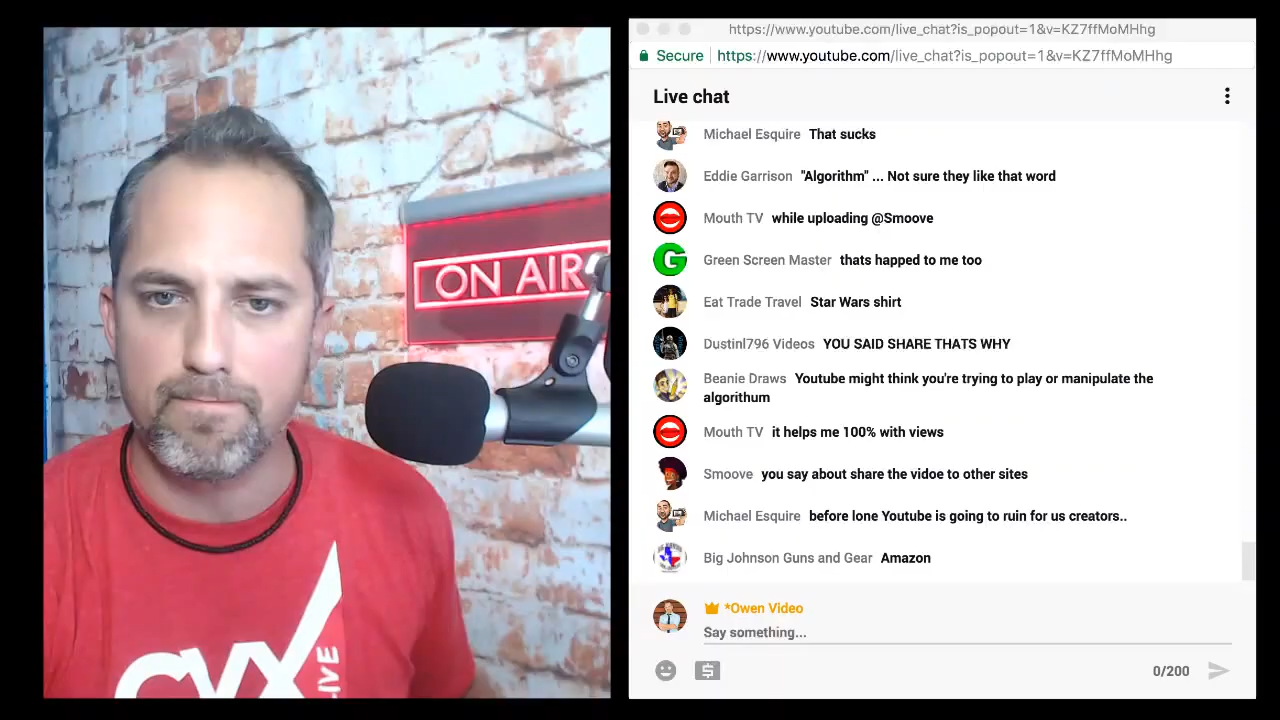 ON AIR
CVX
LIVE
https://www.youtube.com/live_chat?is_popout=1&v=KZ7ffMoMHhg
Secure https://www.youtube.com/live_chat?is_popout=1&v=KZ7ffMoMHhg
Live chat
Michael Esquire That sucks
Eddie Garrison "Algorithm" ... Not sure they like that word
Mouth TV while uploading @Smoove
G Green Screen Master thats happed to me too
Eat Trade Travel Star Wars shirt
Dustinl796 Videos YOU SAID SHARE THATS WHY
Beanie Draws Youtube might think you're trying to play or manipulate the
algorithum
Mouth TV it helps me 100% with views
Smoove you say about share the vidoe to other sites
Michael Esquire before lone Youtube is going to ruin for us creators..
Big Johnson Guns and Gear Amazon
*Owen Video
Say something...
0/200